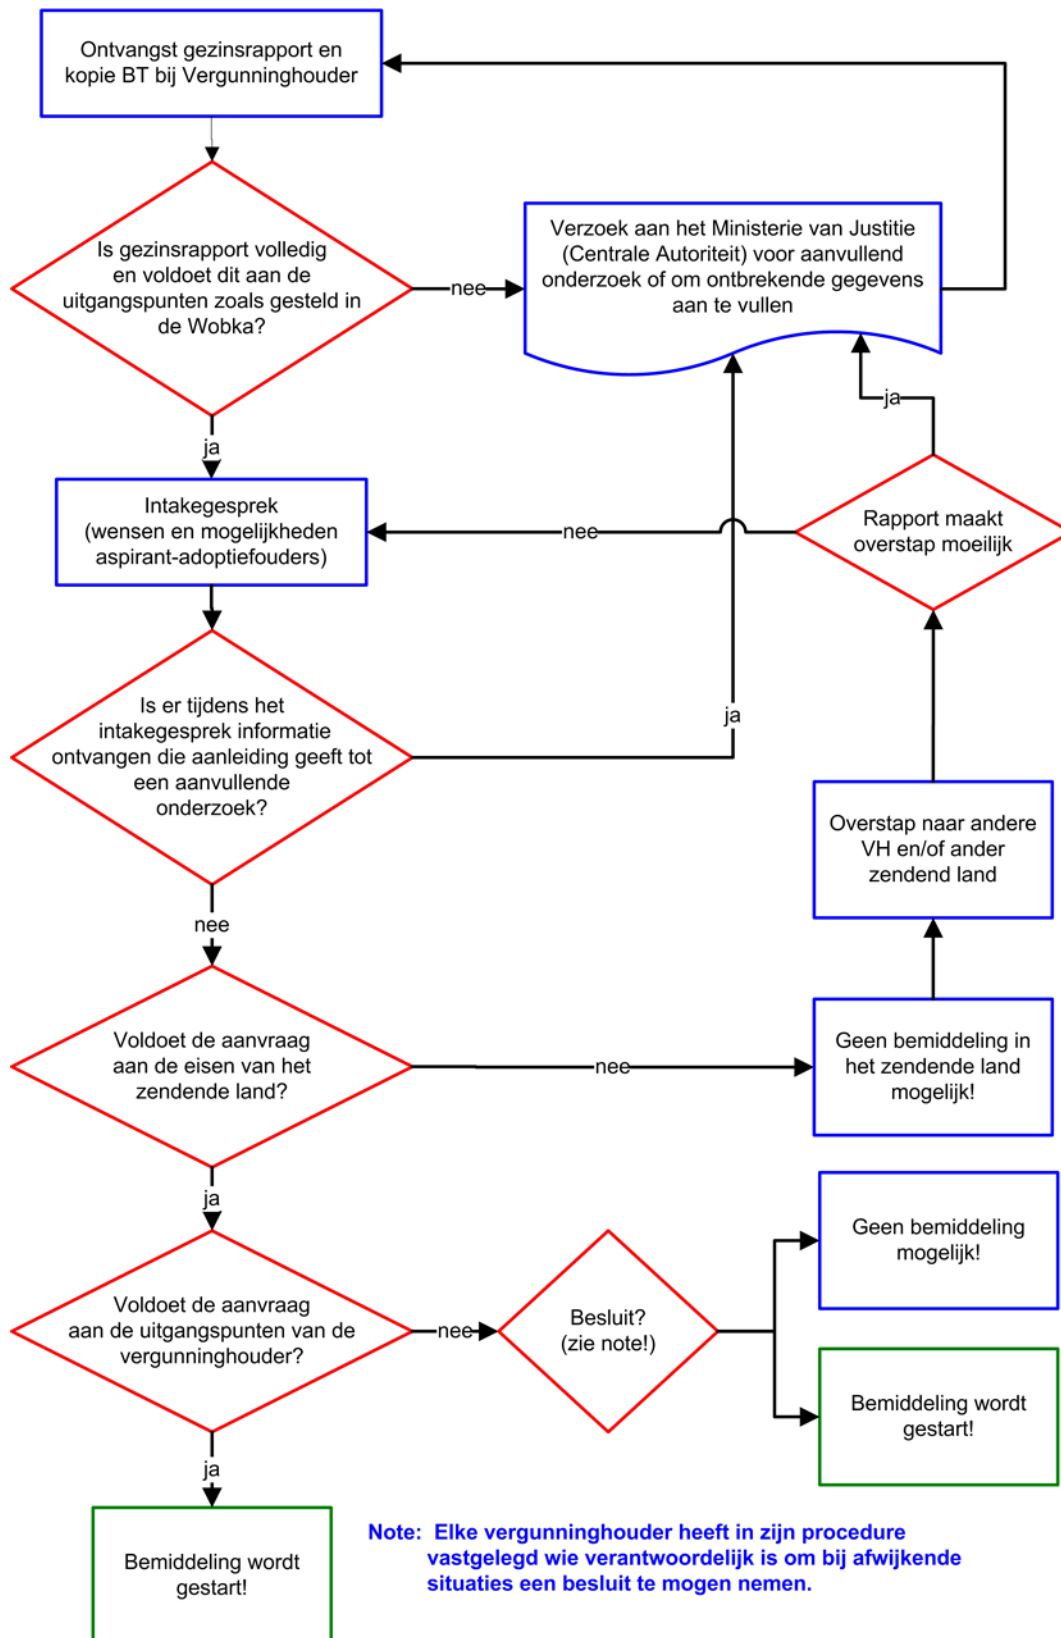 Ontvangst gezinsrapport en
kopie BT bij Vergunninghouder
Is gezinsrapport volledig
en voldoet dit aan de
uitgangspunten zoals gesteld in
de Wobka?
nee
Verzoek aan het Ministerie van Justitie
(Centrale Autoriteit) voor aanvullend
onderzoek of om ontbrekende gegevens
aan te vullen
ja
ja
Intakegesprek
(wensen en mogelijkheden
aspirant-adoptiefouders)
nee
Rapport maakt
overstap moeilijk
Is er tijdens het
intakegesprek informatie
ontvangen die aanleiding geeft tot
een aanvullende
onderzoek?
ja
Overstap naar andere
VH en/of ander
zendend land
nee
Voldoet de aanvraag
aan de eisen van het
zendende land?
nee
Geen bemiddeling in
het zendende land
mogelijk!
ja
Voldoet de aanvraag
aan de uitgangspunten van de
vergunninghouder?
nee
Besluit?
(zie note!)
Geen bemiddeling
mogelijk!
Bemiddeling wordt
gestart!
ja
Bemiddeling wordt
gestart!
Note: Elke vergunninghouder heeft in zijn procedure
vastgelegd wie verantwoordelijk is om bij afwijkende
situaties een besluit te mogen nemen.